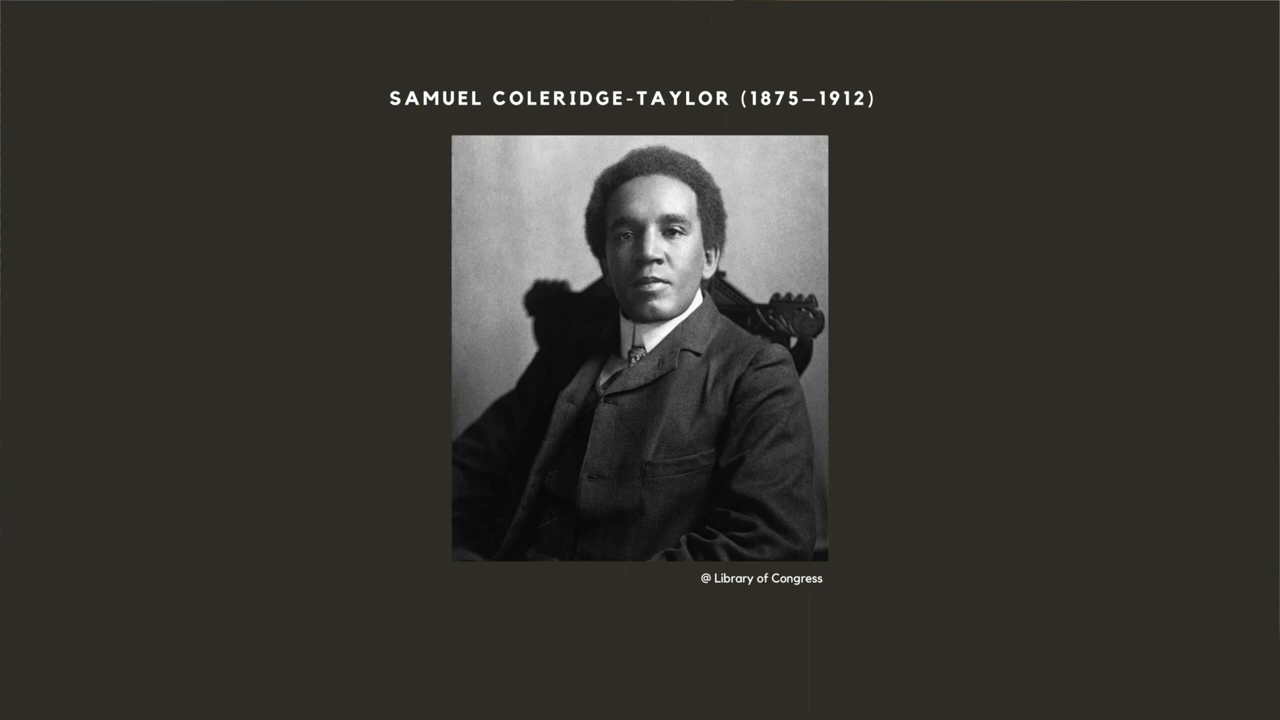 SAMUEL COLERIDGE-TAYLOR (1875–1912)
@ Library of Congress